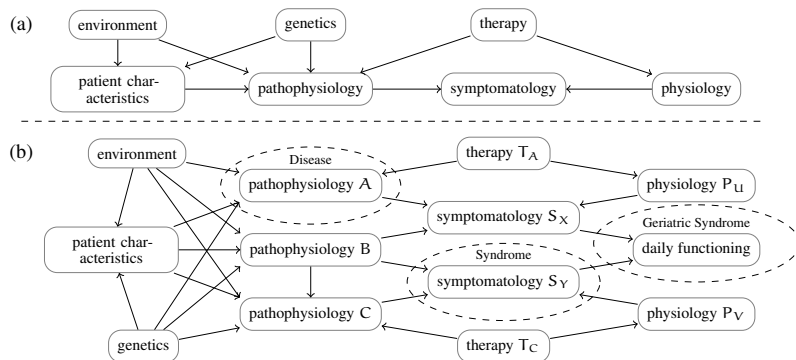 (a)
environment
genetics
therapy
patient char-
acteristics
pathophysiology
symptomatology
physiology
(b)
environment
Disease
pathophysiology A
therapy T_A
physiology P_U
symptomatology S_X
Geriatric Syndrome
daily functioning
patient char-
acteristics
pathophysiology B
Syndrome
symptomatology S_Y
pathophysiology C
physiology P_V
genetics
therapy T_C